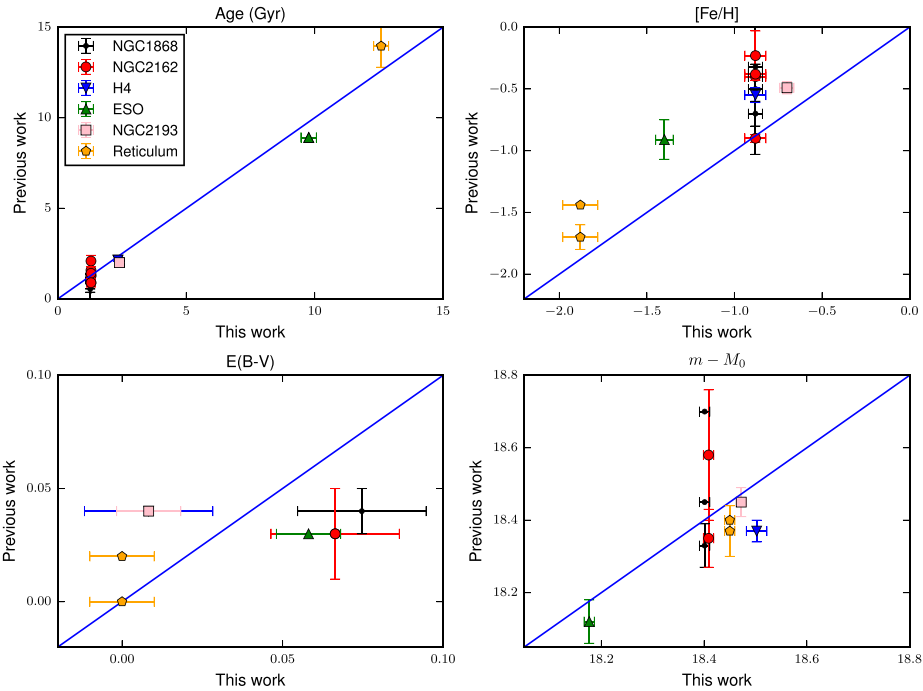 Age (Gyr)
15
10
5
0
0
5
10
15
Previous work
This work
NGC1868
NGC2162
H4
ESO
NGC2193
Reticulum
[Fe/H]
0.0
−0.5
−1.0
−1.5
−2.0
−2.0
−1.5
−1.0
−0.5
0.0
Previous work
This work
E(B-V)
0.10
0.05
0.00
0.00
0.05
0.10
Previous work
This work
m − M₀
18.8
18.6
18.4
18.2
18.2
18.4
18.6
18.8
Previous work
This work